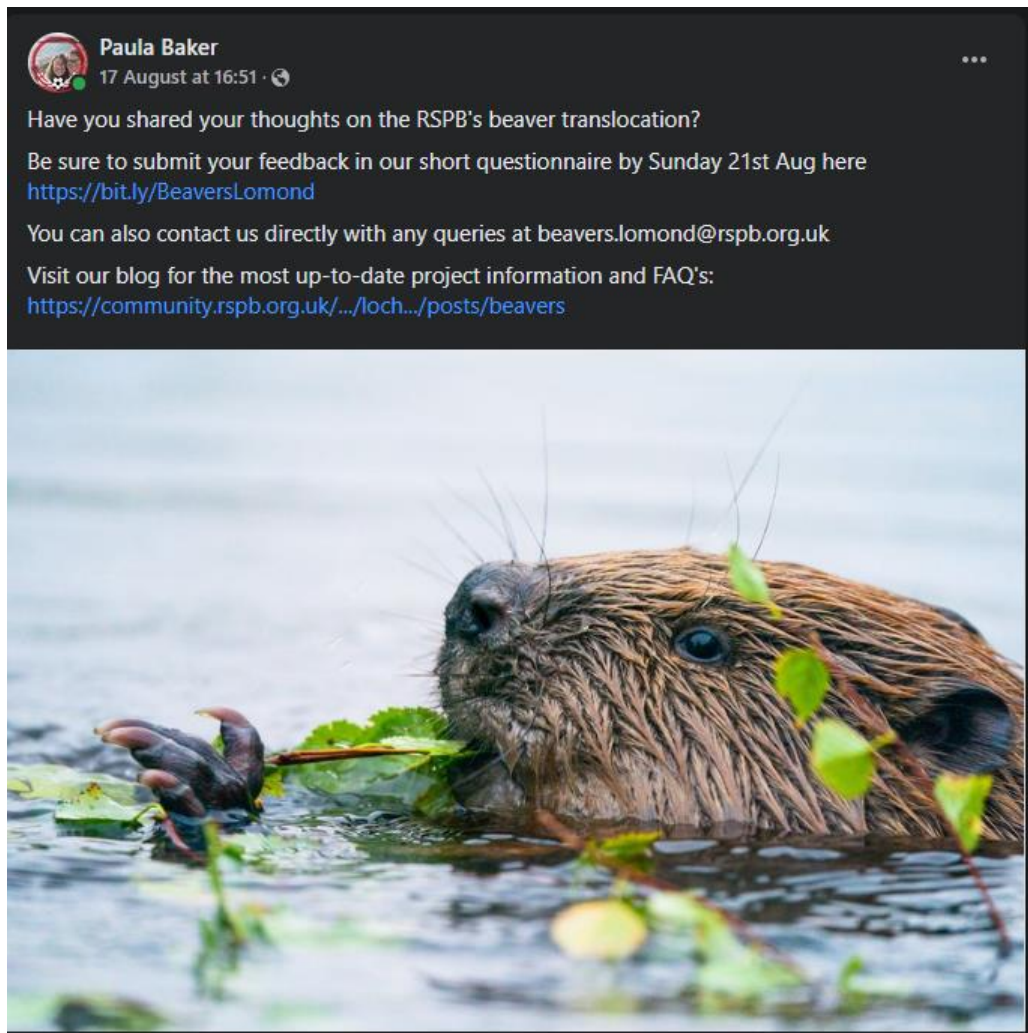 Paula Baker
17 August at 16:51 ·
Have you shared your thoughts on the RSPB's beaver translocation?
Be sure to submit your feedback in our short questionnaire by Sunday 21st Aug here
https://bit.ly/BeaversLomond
You can also contact us directly with any queries at beavers.lomond@rspb.org.uk
Visit our blog for the most up-to-date project information and FAQ's:
https://community.rspb.org.uk/.../loch.../posts/beavers